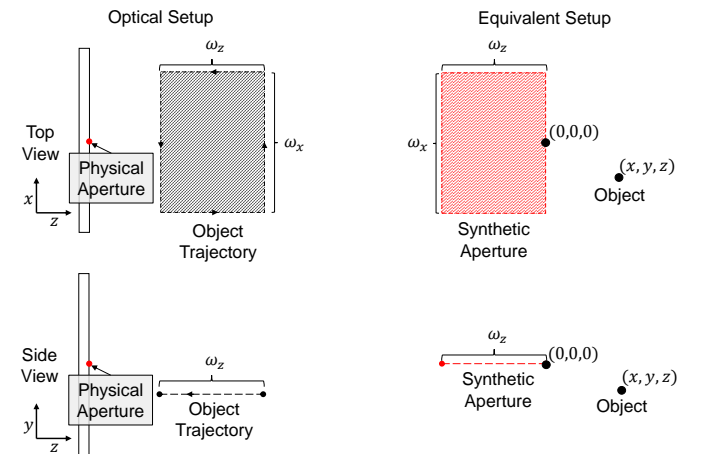 Optical Setup
Equivalent Setup
ω_z
ω_z
Top
View
ω_x
ω_x
(0,0,0)
Physical
Aperture
(x, y, z)
x
z
Object
Object
Trajectory
Synthetic
Aperture
Side
View
ω_z
ω_z
(0,0,0)
Physical
Aperture
Object
Trajectory
Synthetic
Aperture
(x, y, z)
Object
y
z